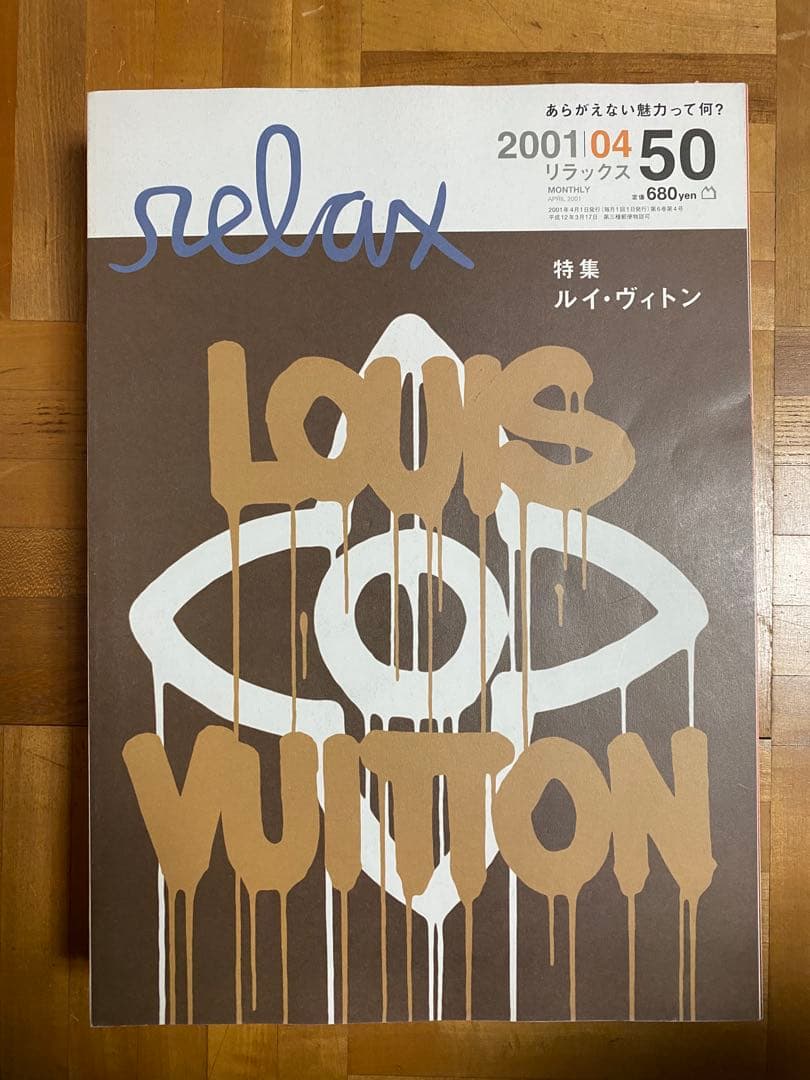 あらがえない魅力って何?
relax
2001|04 50
リラックス
MONTHLY
APRIL 2001
定価680yen
2001年4月1日発行(毎月1回1日発行)第6巻第4号
平成12年3月17日 第三種郵便物認可
特集
ルイ・ヴィトン
LOUIS
VUITTON